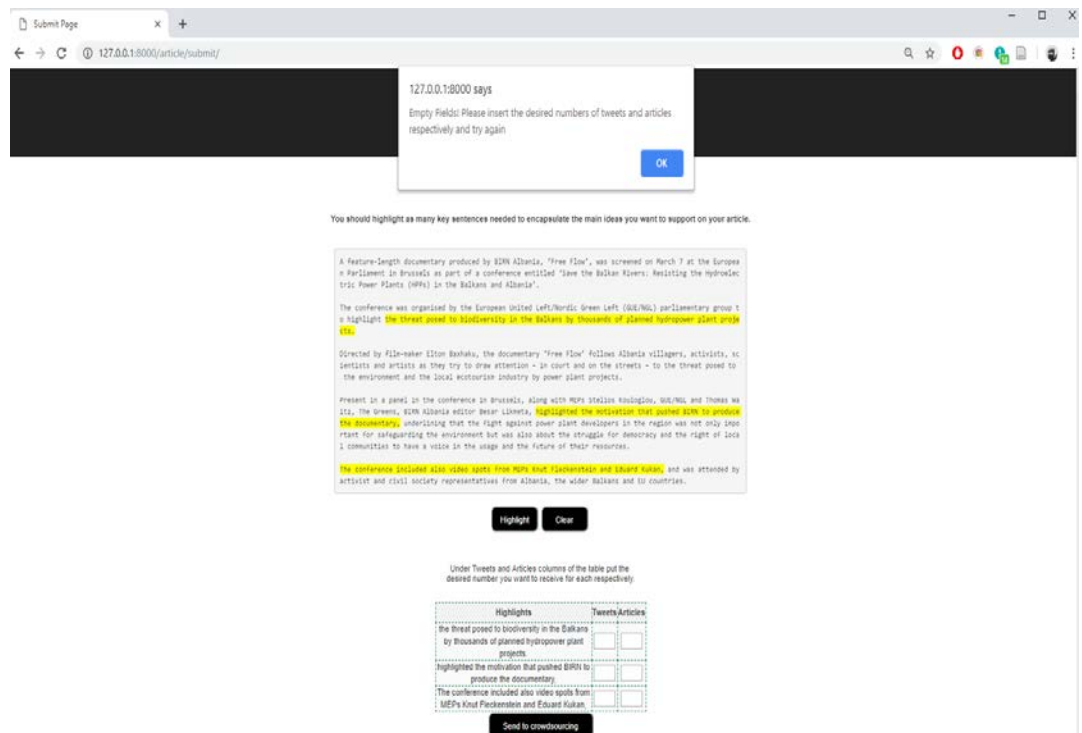 Submit Page
127.0.0.1:8000/article/submit/
127.0.0.1:8000 says
Empty Fields! Please insert the desired numbers of tweets and articles
respectively and try again
OK
You should highlight as many key sentences needed to encapsulate the main ideas you want to support on your article.
A feature-length documentary produced by BIRN Albania, 'Free Flow', was screened on March 7 at the Europea
n Parliament in Brussels as part of a conference entitled 'Save the Balkan Rivers: Resisting the Hydroelec
tric Power Plants (HPPs) in the Balkans and Albania'.
The conference was organised by the European United Left/Nordic Green Left (GUE/NGL) parliamentary group t
o highlight the threat posed to biodiversity in the Balkans by thousands of planned hydropower plant proje
cts.
Directed by film-maker Elton Baxhaku, the documentary "Free Flow" follows Albania villagers, activists, sc
ientists and artists as they try to draw attention - in court and on the streets - to the threat posed to
the environment and the local ecotourism industry by power plant projects.
Present in a panel in the conference in Brussels, along with MEPs Stelios Kouloglou, GUE/NGL and Thomas Wa
itz, The Greens, BIRN Albania editor Besar Likmeta, highlighted the motivation that pushed BIRN to produce
the documentary, underlining that the fight against power plant developers in the region was not only impo
rtant for safeguarding the environment but was also about the struggle for democracy and the right of loca
l communities to have a voice in the usage and the future of their resources.
The conference included also video spots from MEPs Knut Fleckenstein and Eduard Kukan, and was attended by
activist and civil society representatives from Albania, the wider Balkans and EU countries.
Highlight Clear
Under Tweets and Articles columns of the table put the
desired number you want to receive for each respectively.
Highlights Tweets Articles
the threat posed to biodiversity in the Balkans
by thousands of planned hydropower plant
projects.
highlighted the motivation that pushed BIRN to
produce the documentary,
The conference included also video spots from
MEPs Knut Fleckenstein and Eduard Kukan,
Send to crowdsourcing